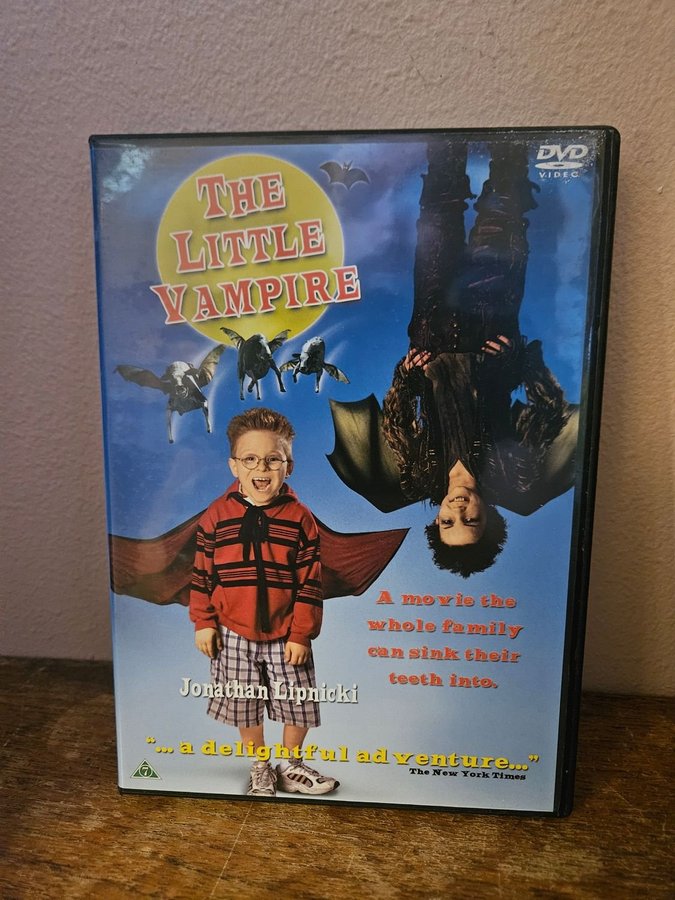 DVD
VIDEO
THE
LITTLE
VAMPIRE
A movie the
whole family
can sink their
teeth into.
Jonathan Lipnicki
"... a delightful adventure..."
The New York Times
7